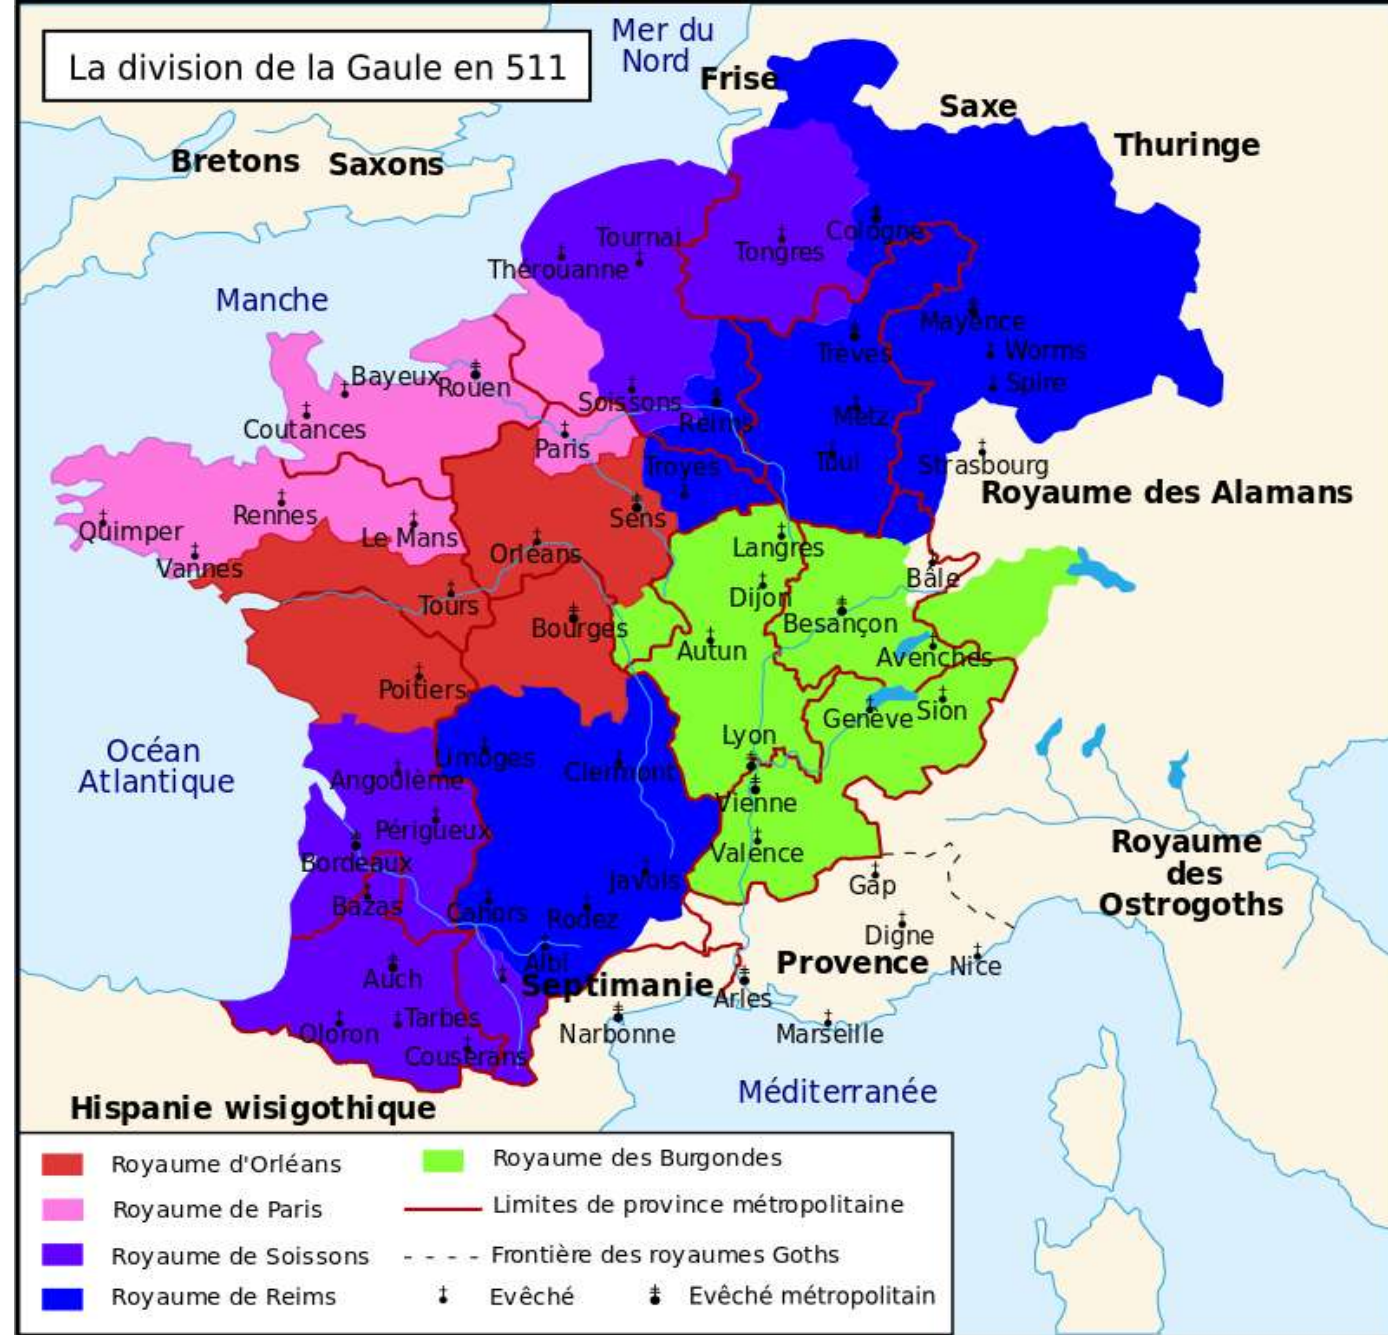 Mer du
Nord
La division de la Gaule en 511
Frise
Saxe
Thuringe
Bretons Saxons
Tournai
Cologne
Tongres
Thérouanne
Manche
Mayence
Trèves
Worms
Bayeux
Rouen
Spire
Soissons
Reims
Metz
Coutances
Paris
Troyes
Toul
Strasbourg
Royaume des Alamans
Rennes
Sens
Quimper
Le Mans
Orléans
Langres
Vannes
Bâle
Dijon
Tours
Besançon
Bourges
Autun
Avenches
Poitiers
Sion
Genève
Lyon
Océan
Atlantique
Limoges
Clermont
Angoulème
Vienne
Périgueux
Royaume
des
Ostrogoths
Valence
Bordeaux
Javols
Gap
Bazas
Cahors
Rodez
Digne
Albi
Provence
Nice
Auch
Septimanie
Arles
Tarbes
Oloron
Narbonne
Marseille
Couserans
Méditerranée
Hispanie wisigothique
Royaume d'Orléans
Royaume de Paris
Royaume de Soissons
Royaume de Reims
Royaume des Burgondes
Limites de province métropolitaine
Frontière des royaumes Goths
Evêché
Evêché métropolitain